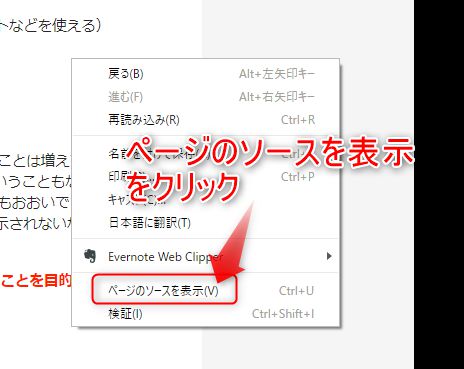 トなどを使える）
戻る(B) Alt+左矢印キー
進む(F) Alt+右矢印キー
再読み込み(R) Ctrl+R
ページのソースを表示
をクリック
ことは増え
印刷 Ctrl+P
いうことも
もおおいで
日本語に翻訳(T)
示されない
Evernote Web Clipper
ことを目的
ページのソースを表示(V) Ctrl+U
検証(I) Ctrl+Shift+I